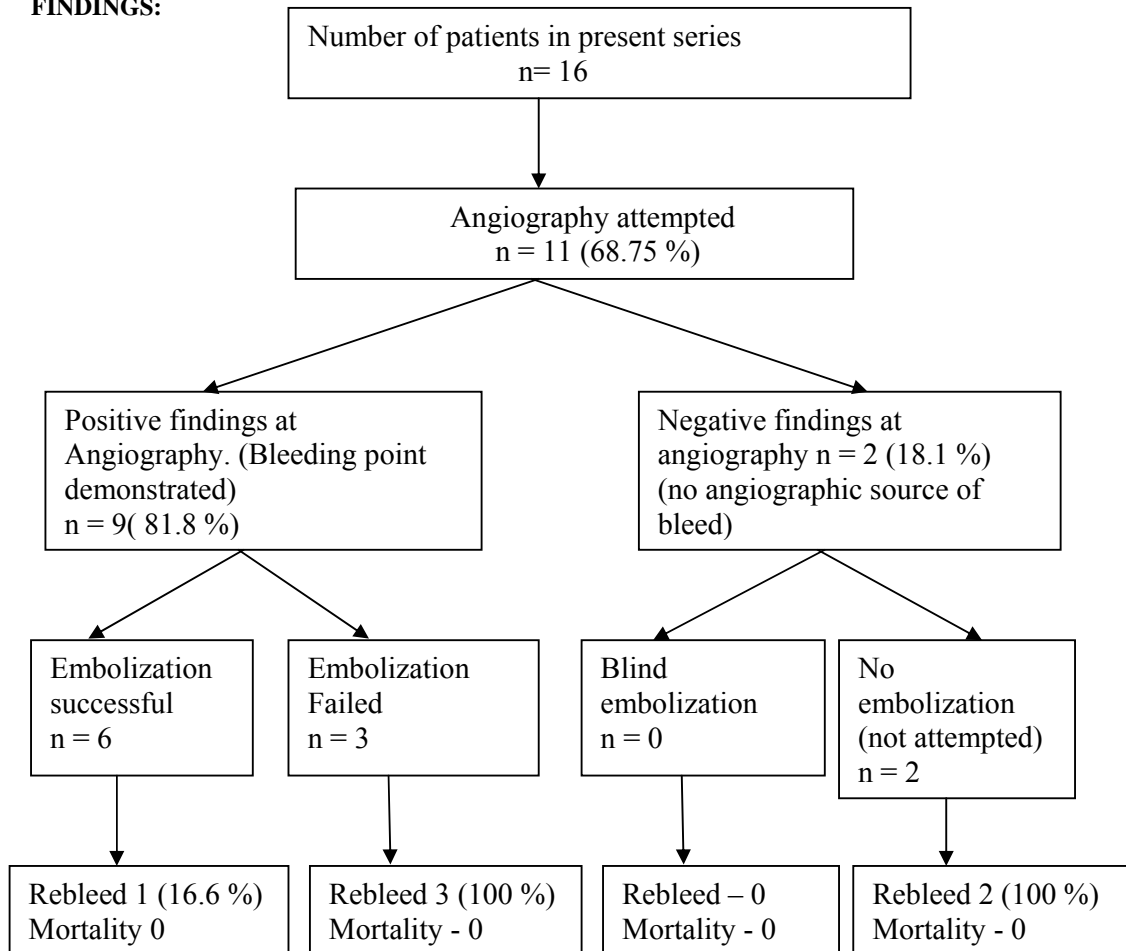 FINDINGS:
Number of patients in present series
n= 16
Angiography attempted
n = 11 (68.75 %)
Positive findings at
Angiography. (Bleeding point
demonstrated)
n = 9( 81.8 %)
Negative findings at
angiography n = 2 (18.1 %)
(no angiographic source of
bleed)
Embolization
successful
n = 6
Embolization
Failed
n = 3
Blind
embolization
n = 0
No
embolization
(not attempted)
n = 2
Rebleed 1 (16.6 %)
Mortality 0
Rebleed 3 (100 %)
Mortality - 0
Rebleed – 0
Mortality - 0
Rebleed 2 (100 %)
Mortality - 0